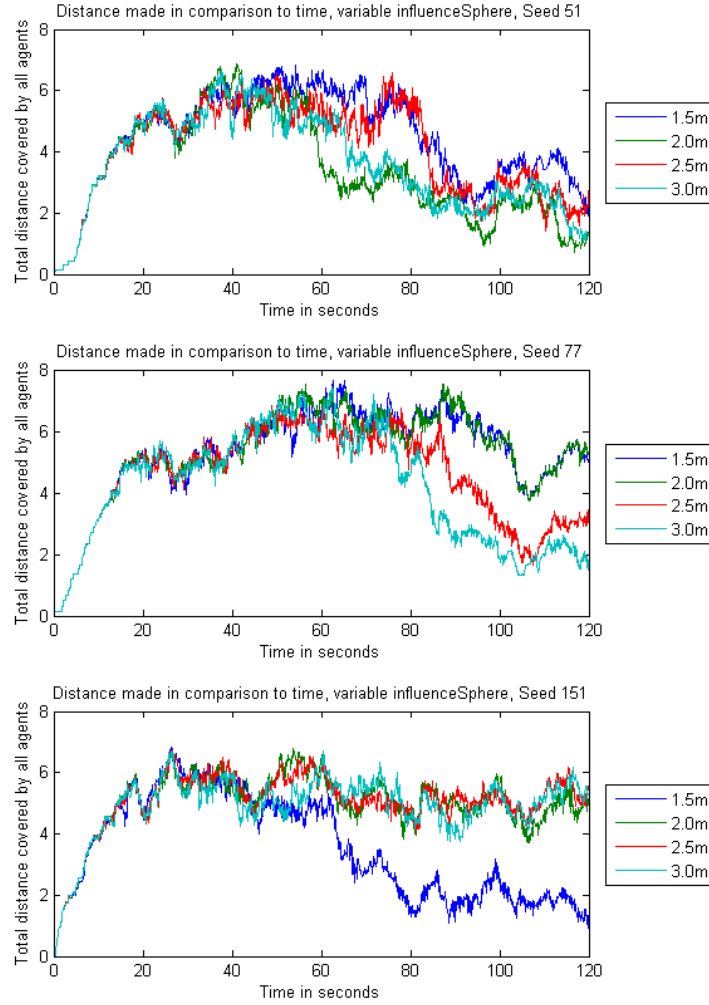 Distance made in comparison to time, variable influenceSphere, Seed 51
Total distance covered by all agents
8
6
4
2
0
0 20 40 60 80 100 120
Time in seconds
1.5m
2.0m
2.5m
3.0m
Distance made in comparison to time, variable influenceSphere, Seed 77
Total distance covered by all agents
8
6
4
2
0
0 20 40 60 80 100 120
Time in seconds
1.5m
2.0m
2.5m
3.0m
Distance made in comparison to time, variable influenceSphere, Seed 151
Total distance covered by all agents
8
6
4
2
0
0 20 40 60 80 100 120
Time in seconds
1.5m
2.0m
2.5m
3.0m